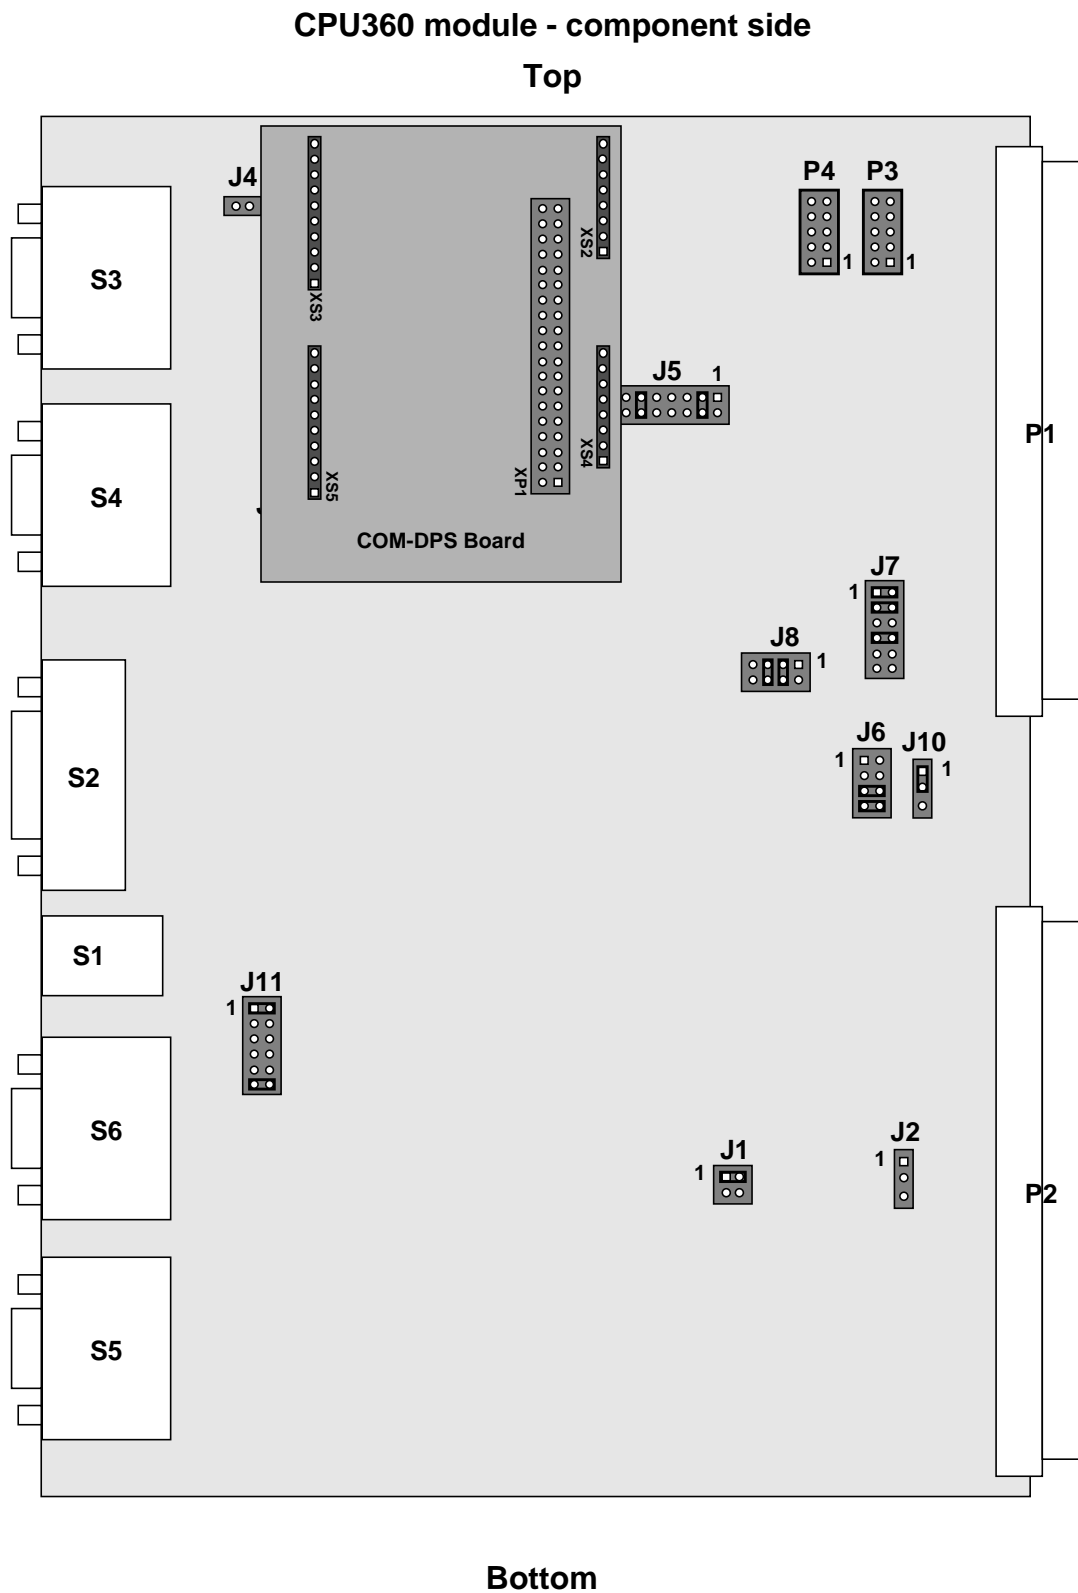 CPU360 module - component side
Top
J4
P4
P3
S3
XS3
XS2
1
1
J5
1
P1
S4
XS5
XP1
XS4
COM-DPS Board
J7
1
J8
1
S2
J6
J10
1
1
S1
J11
1
S6
J1
1
J2
1
P2
S5
Bottom